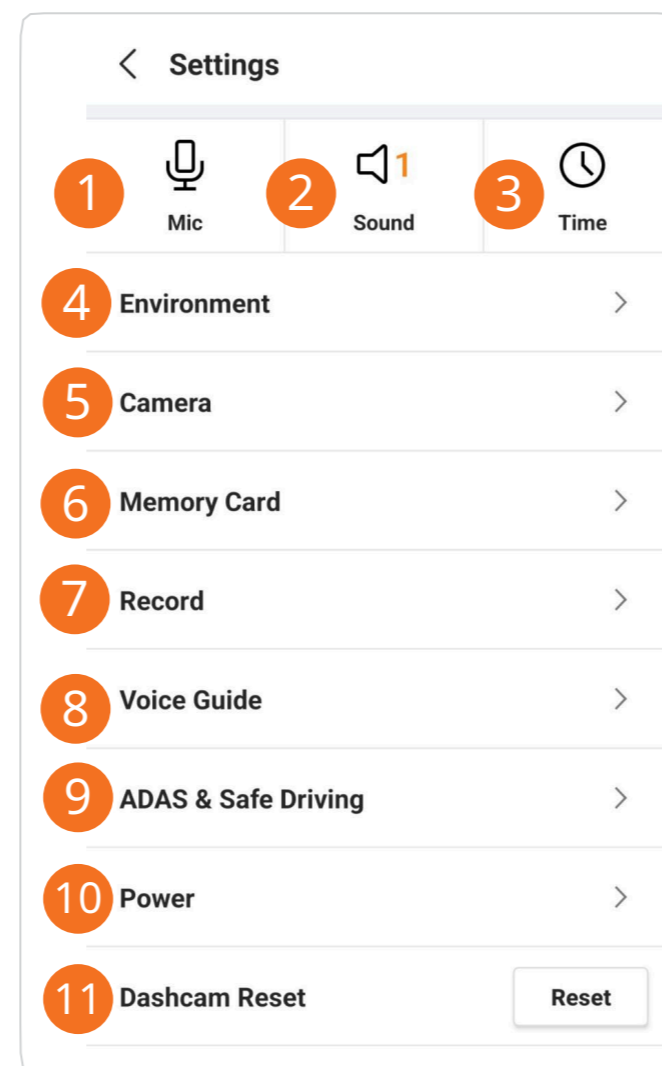 Settings
1 Mic
2 1 Sound
3 Time
4 Environment
5 Camera
6 Memory Card
7 Record
8 Voice Guide
9 ADAS & Safe Driving
10 Power
11 Dashcam Reset Reset